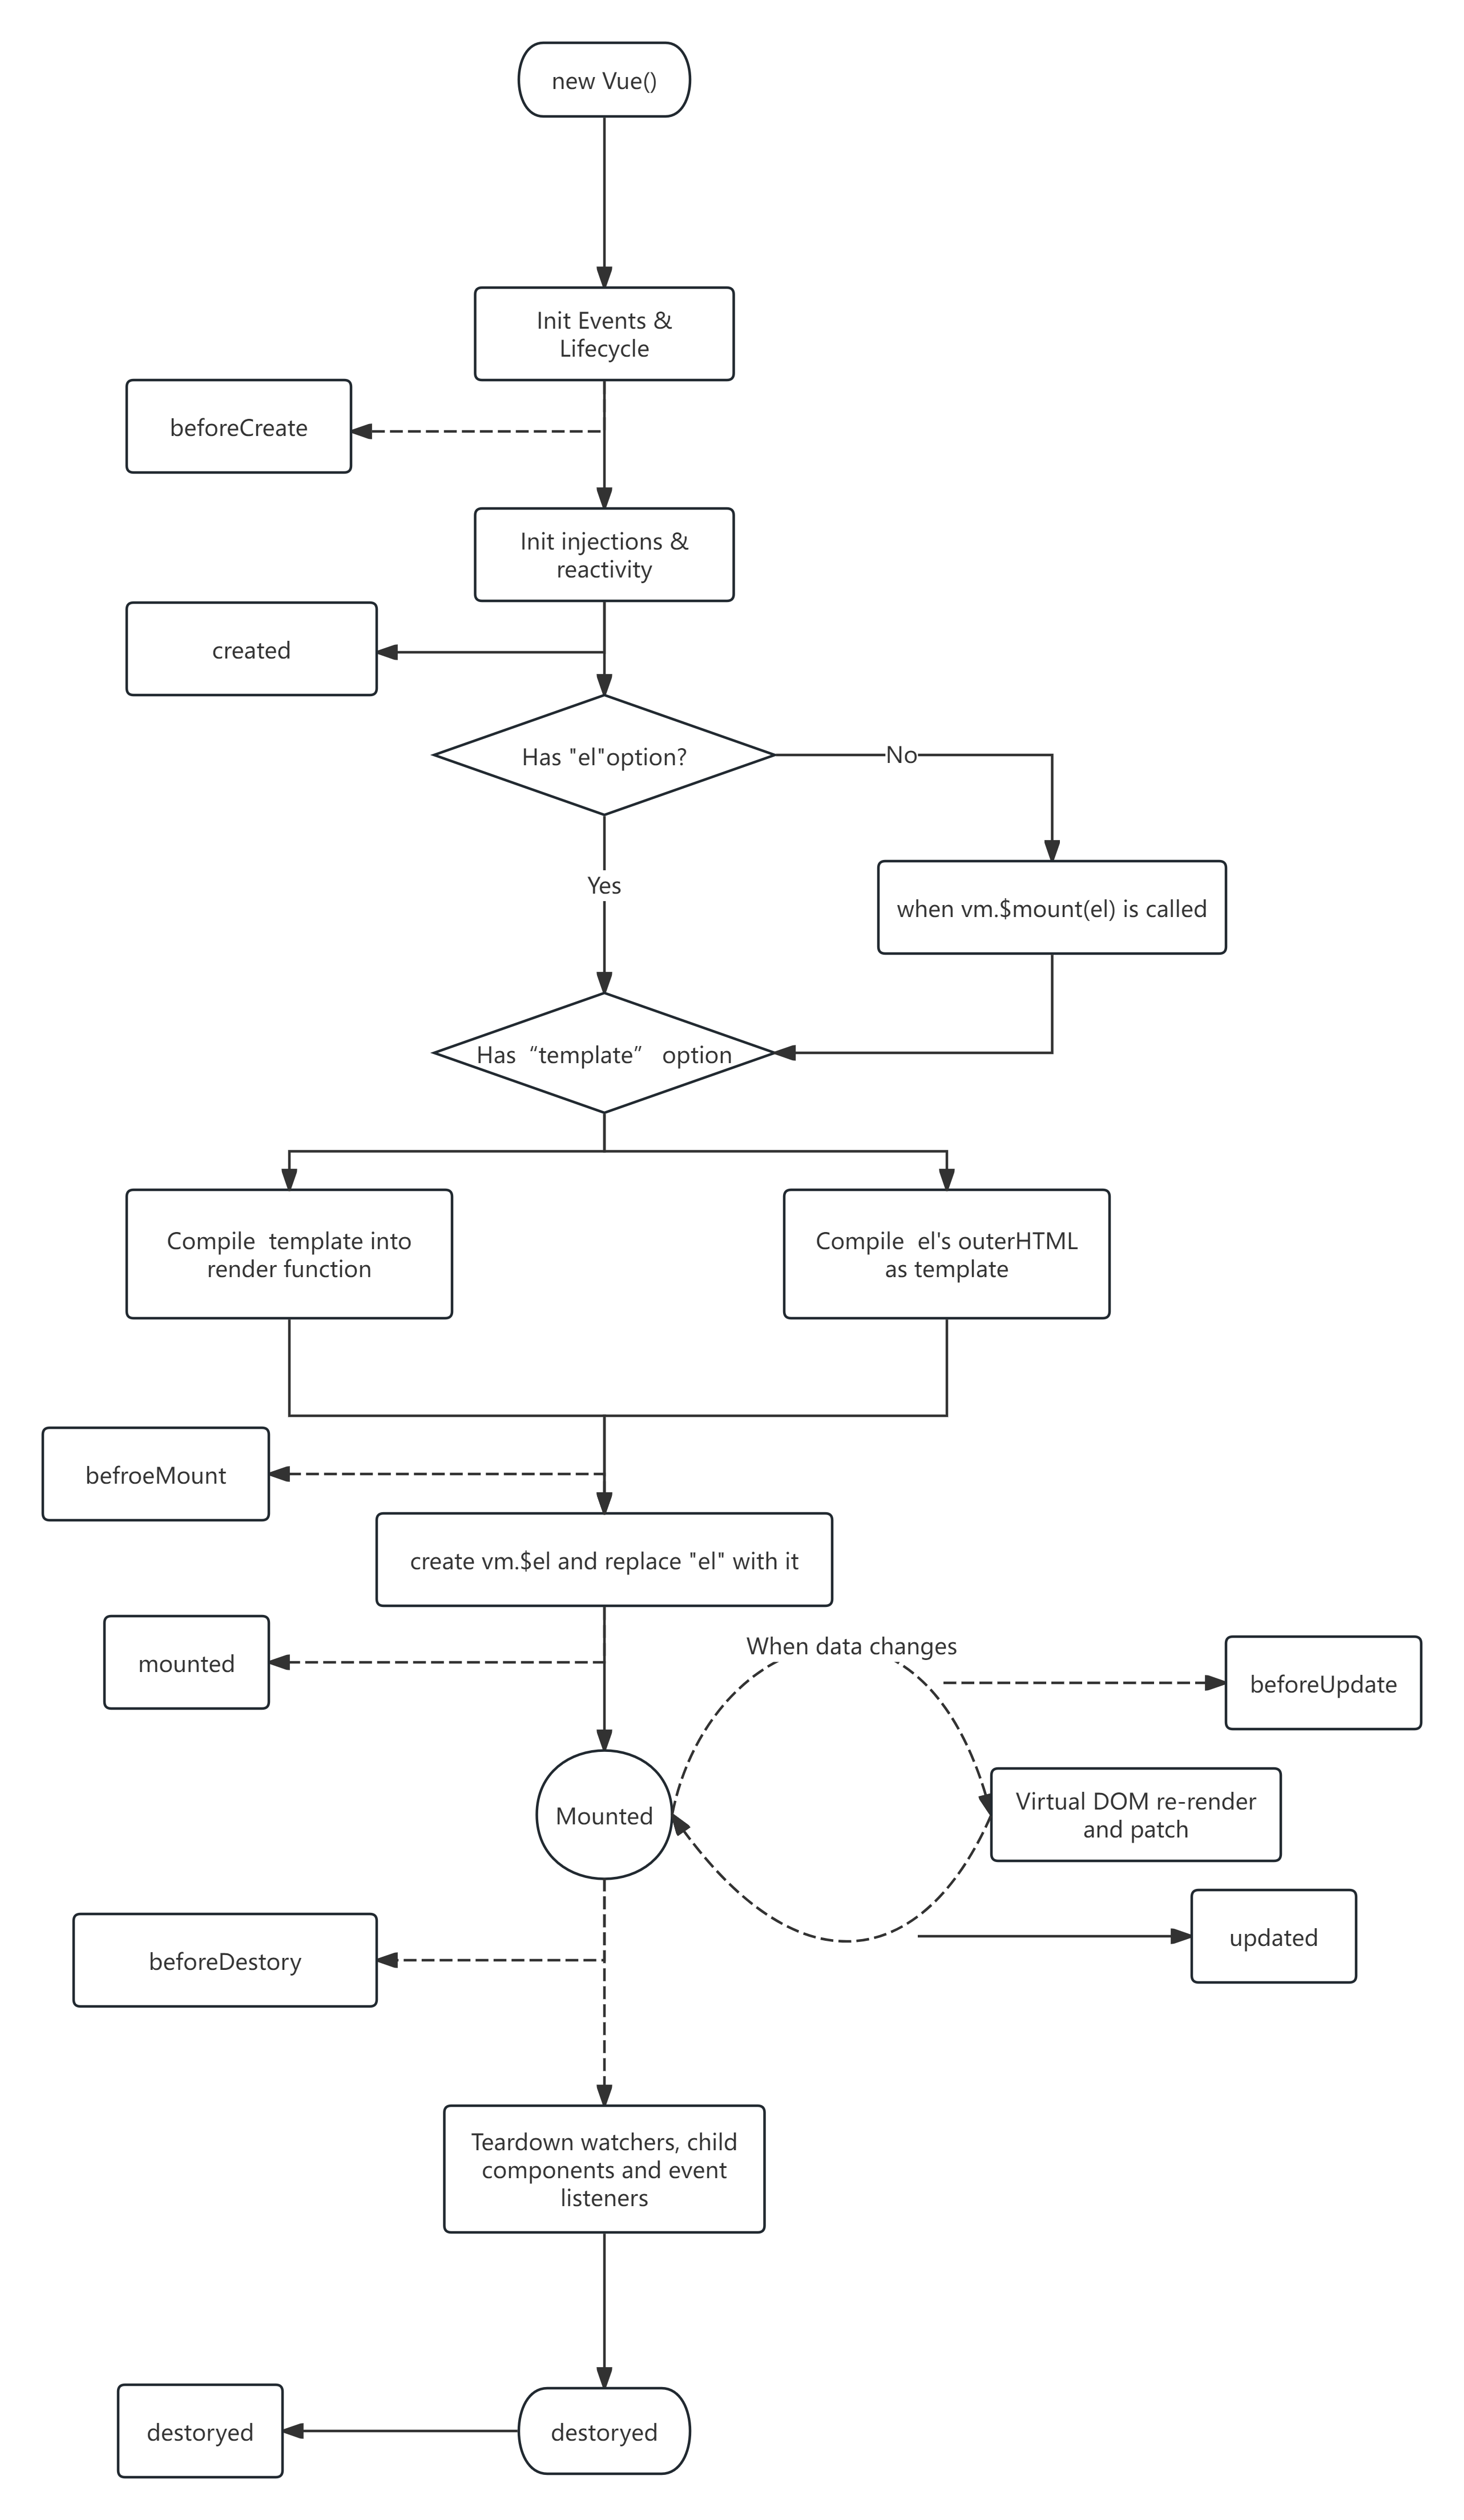 new Vue()
Init Events &
Lifecycle
beforeCreate
Init injections &
reactivity
created
Has "el"option?
No
Yes
when vm.$mount(el) is called
Has “template” option
Compile template into
render function
Compile el's outerHTML
as template
befroeMount
create vm.$el and replace "el" with it
mounted
When data changes
beforeUpdate
Mounted
Virtual DOM re-render
and patch
beforeDestory
updated
Teardown watchers, child
components and event
listeners
destoryed
destoryed